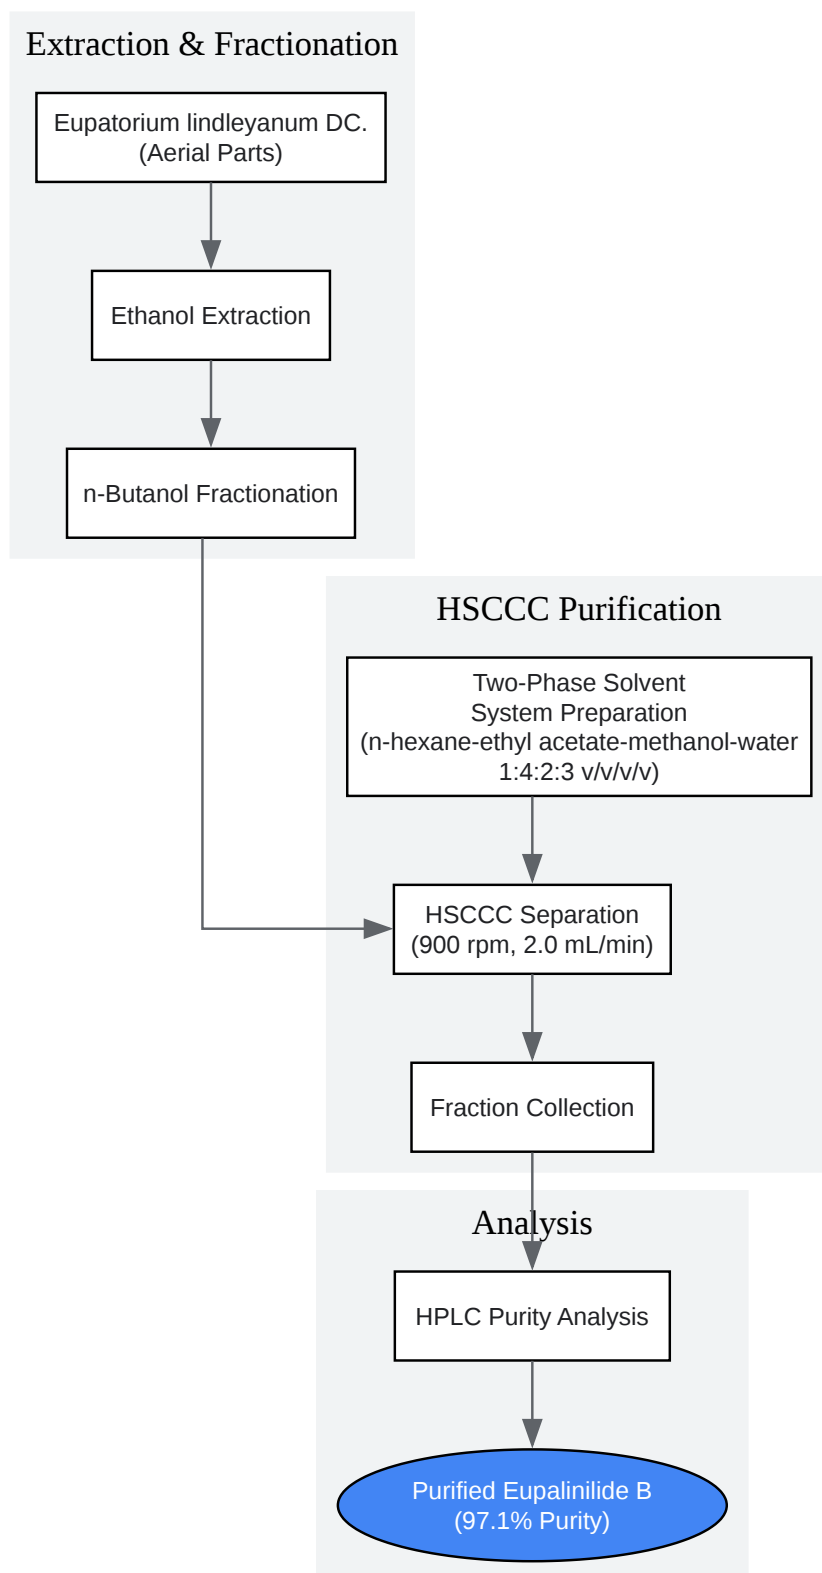 Extraction & Fractionation
Eupatorium lindleyanum DC.
(Aerial Parts)
Ethanol Extraction
n-Butanol Fractionation
HSCCC Purification
Two-Phase Solvent
System Preparation
(n-hexane-ethyl acetate-methanol-water
1:4:2:3 v/v/v/v)
HSCCC Separation
(900 rpm, 2.0 mL/min)
Fraction Collection
Analysis
HPLC Purity Analysis
Purified Eupalinilide B
(97.1% Purity)